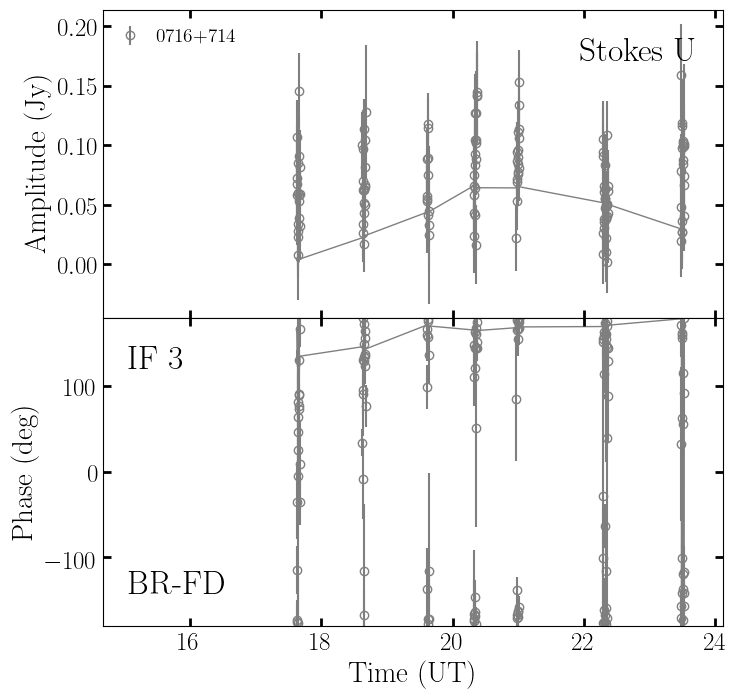 0.20
0716+714
Stokes U
0.15
0.10
0.05
0.00
Amplitude (Jy)
IF 3
100
0
−100
Phase (deg)
BR-FD
16 18 20 22 24
Time (UT)